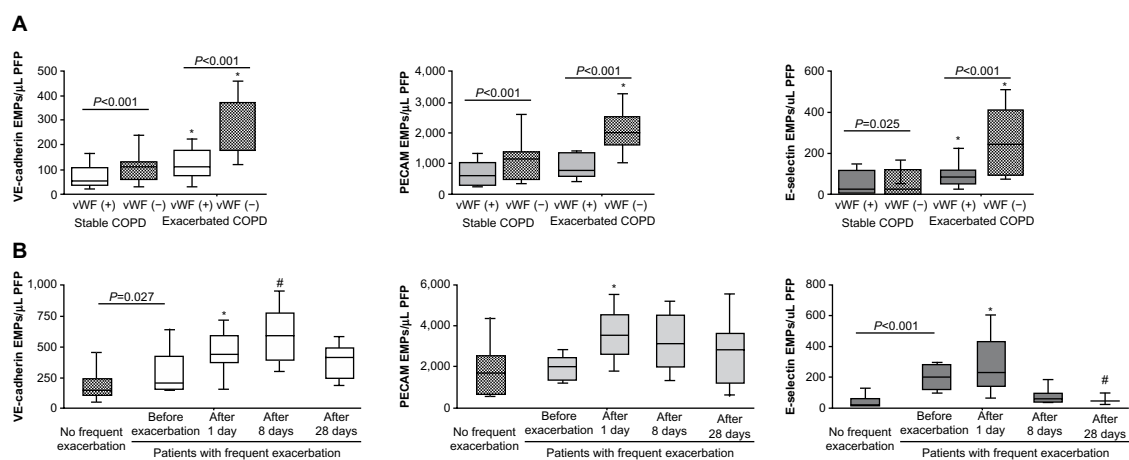 A
VE-cadherin EMPs/µL PFP
500
400
300
200
100
0
P<0.001
P<0.001
*
*
vWF (+) vWF (−) vWF (+) vWF (−)
Stable COPD Exacerbated COPD
PECAM EMPs/µL PFP
4,000
3,000
2,000
1,000
0
P<0.001
P<0.001
*
vWF (+) vWF (−) vWF (+) vWF (−)
Stable COPD Exacerbated COPD
E-selectin EMPs/uL PFP
600
400
200
0
P=0.025
P<0.001
*
*
vWF (+) vWF (−) vWF (+) vWF (−)
Stable COPD Exacerbated COPD
B
VE-cadherin EMPs/µL PFP
1,000
750
500
250
0
P=0.027
*
#
No frequent
exacerbation
Before
exacerbation
After
1 day
After
8 days
After
28 days
Patients with frequent exacerbation
PECAM EMPs/µL PFP
6,000
4,000
2,000
0
*
No frequent
exacerbation
Before
exacerbation
After
1 day
After
8 days
After
28 days
Patients with frequent exacerbation
E-selectin EMPs/uL PFP
800
600
400
200
0
P<0.001
*
#
No frequent
exacerbation
Before
exacerbation
After
1 day
After
8 days
After
28 days
Patients with frequent exacerbation